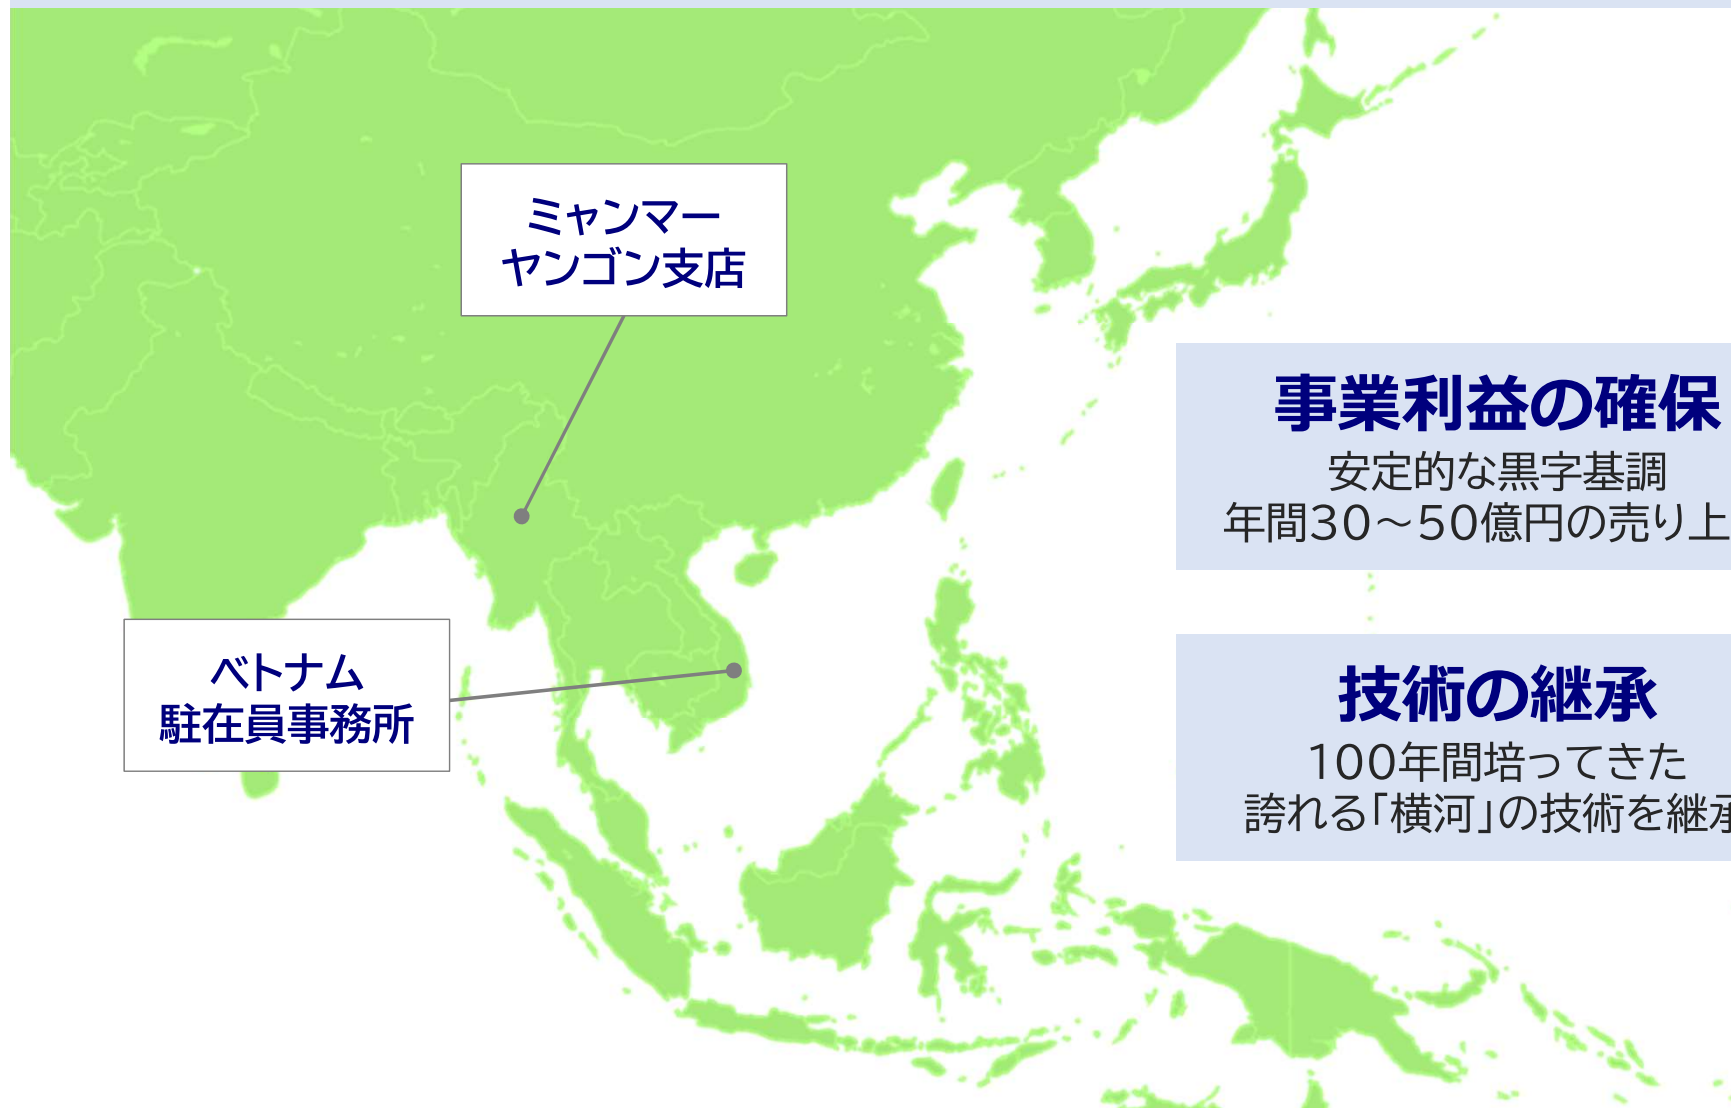 ミャンマー
ヤンゴン支店
事業利益の確保
安定的な黒字基調
年間30～50億円の売り上
ベトナム
駐在員事務所
技術の継承
100年間培ってきた
誇れる「横河」の技術を継承